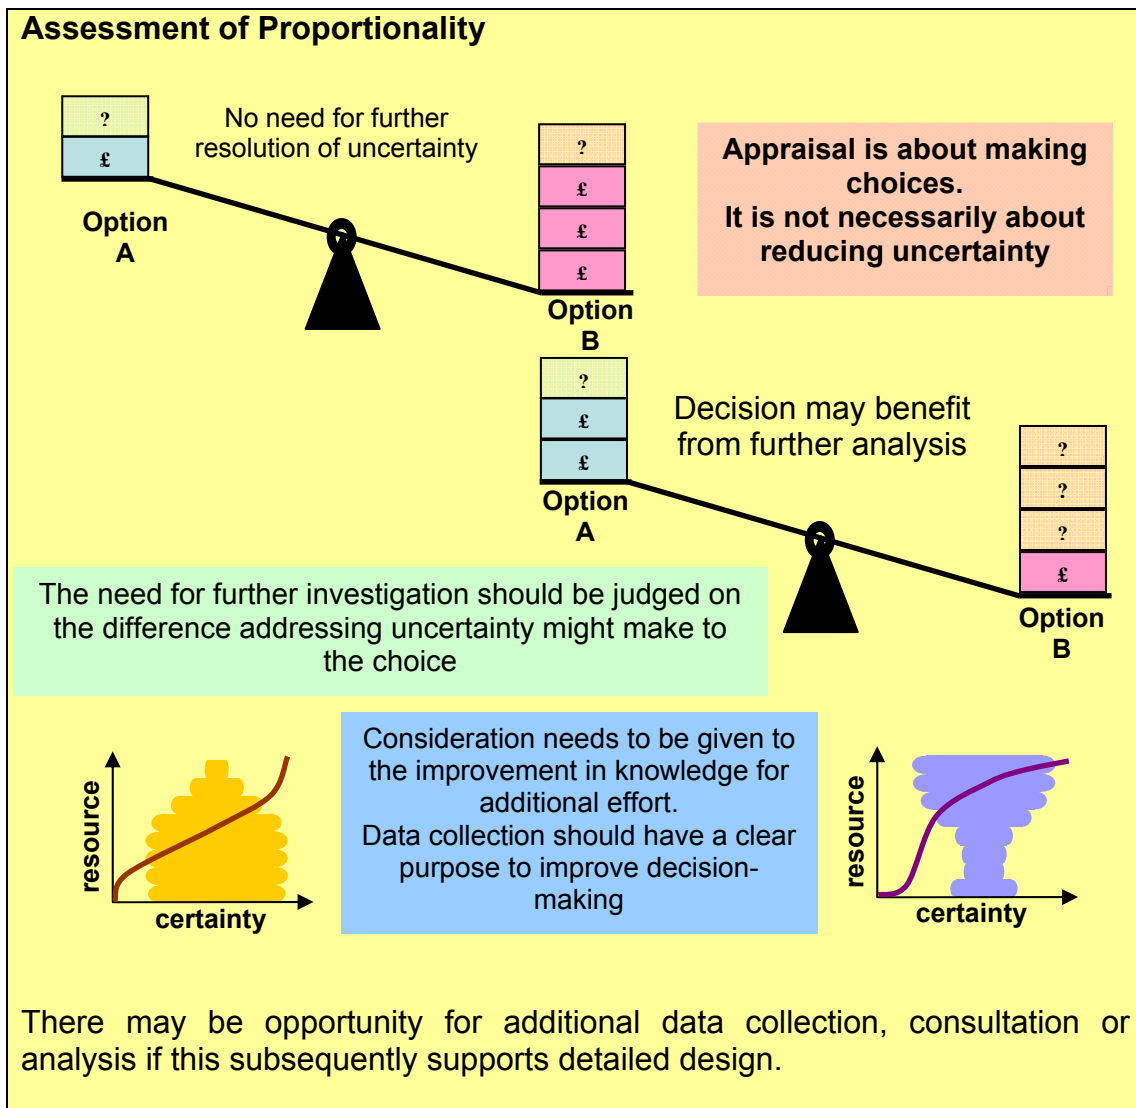 Assessment of Proportionality
?
£
Option
A
No need for further
resolution of uncertainty
?
£
£
£
Option
B
Appraisal is about making
choices.
It is not necessarily about
reducing uncertainty
?
£
£
Option
A
Decision may benefit
from further analysis
?
?
?
£
Option
B
The need for further investigation should be judged on
the difference addressing uncertainty might make to
the choice
resource
certainty
Consideration needs to be given to
the improvement in knowledge for
additional effort.
Data collection should have a clear
purpose to improve decision-
making
resource
certainty
There may be opportunity for additional data collection, consultation or
analysis if this subsequently supports detailed design.